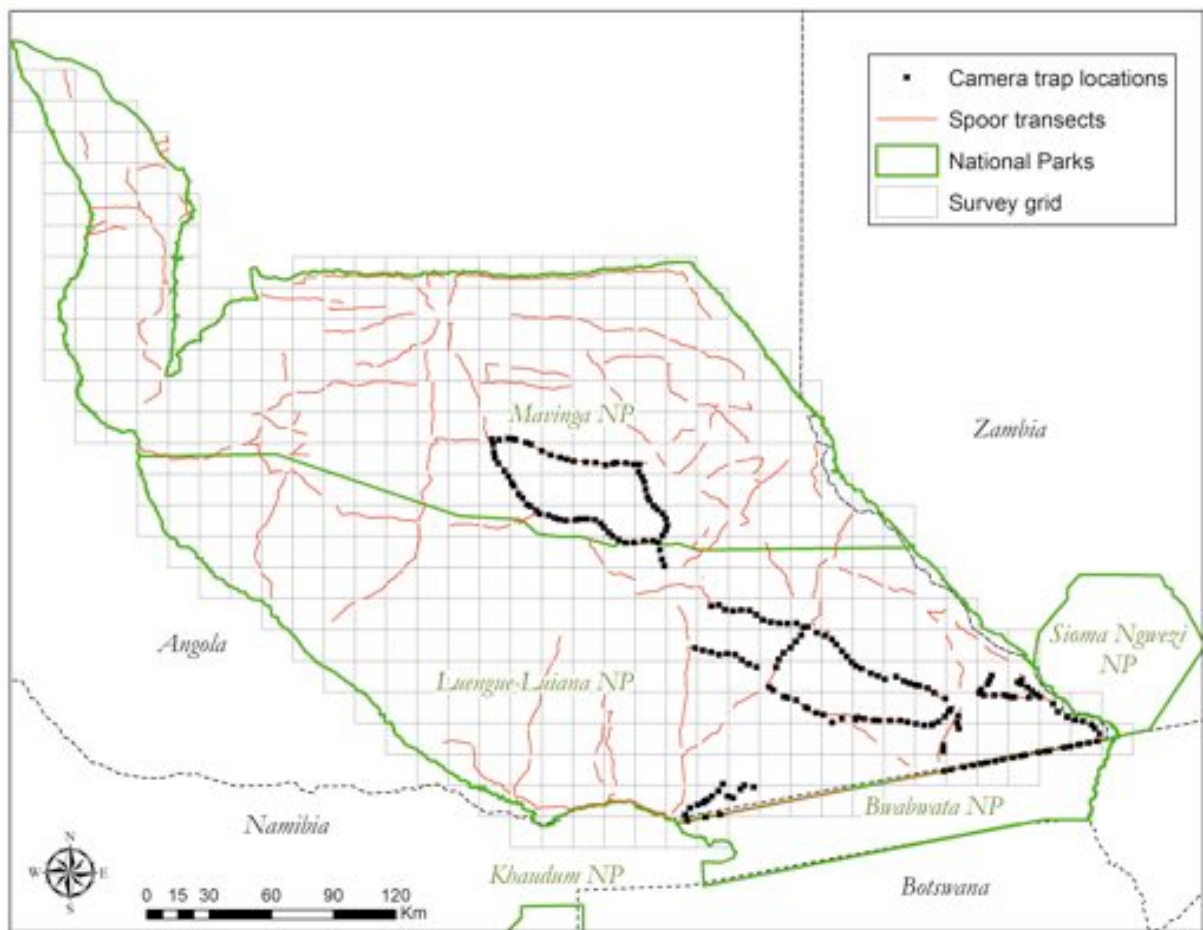 Camera trap locations
Spoor transects
National Parks
Survey grid
Mavinga NP
Zambia
Angola
Sioma Ngwezi
NP
Luengue-Luiana NP
Namibia
Bwabwata NP
Khaudum NP
Botswana
N
W E
S
0 15 30 60 90 120
Km